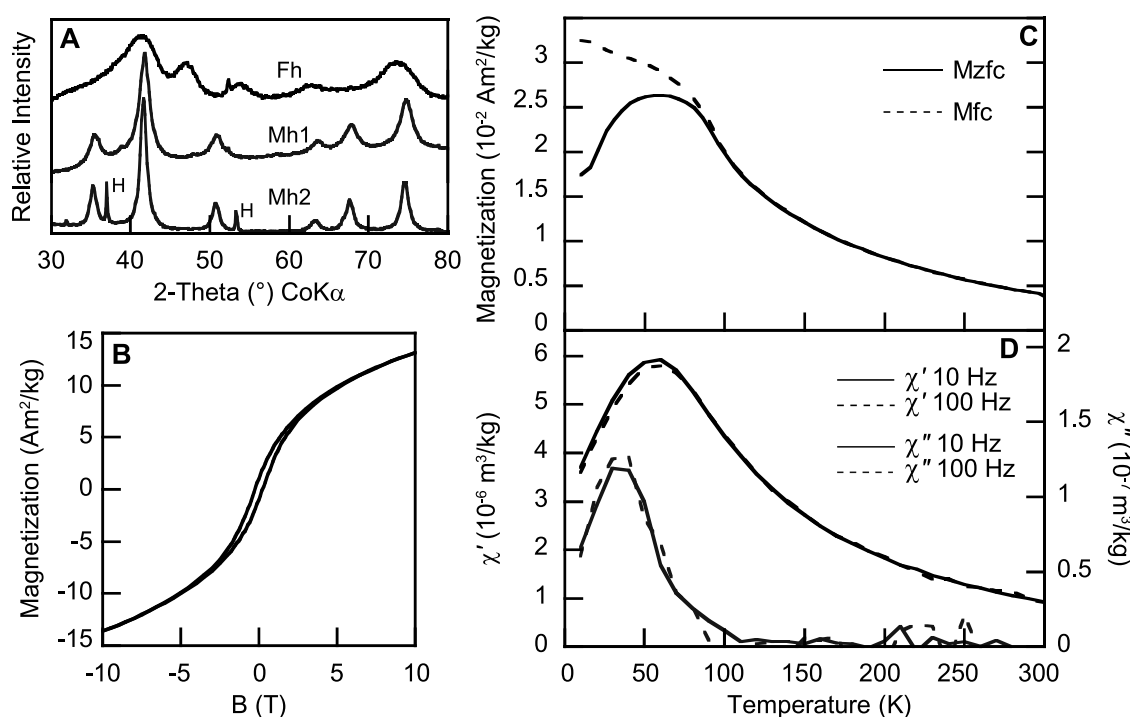 A
Relative Intensity
Fh
Mh1
H
Mh2
H
30 40 50 60 70 80
2-Theta (°) CoKα
B
Magnetization (Am²/kg)
15
10
5
0
-5
-10
-15
-10 -5 0 5 10
B (T)
C
Magnetization (10⁻² Am²/kg)
3
2.5
2
1.5
1
0.5
0
Mzfc
Mfc
D
χ′ (10⁻⁶ m³/kg)
6
5
4
3
2
1
0
χ′ 10 Hz
χ′ 100 Hz
χ″ 10 Hz
χ″ 100 Hz
2
1.5
1
0.5
0
χ″ (10⁻⁷ m³/kg)
0 50 100 150 200 250 300
Temperature (K)